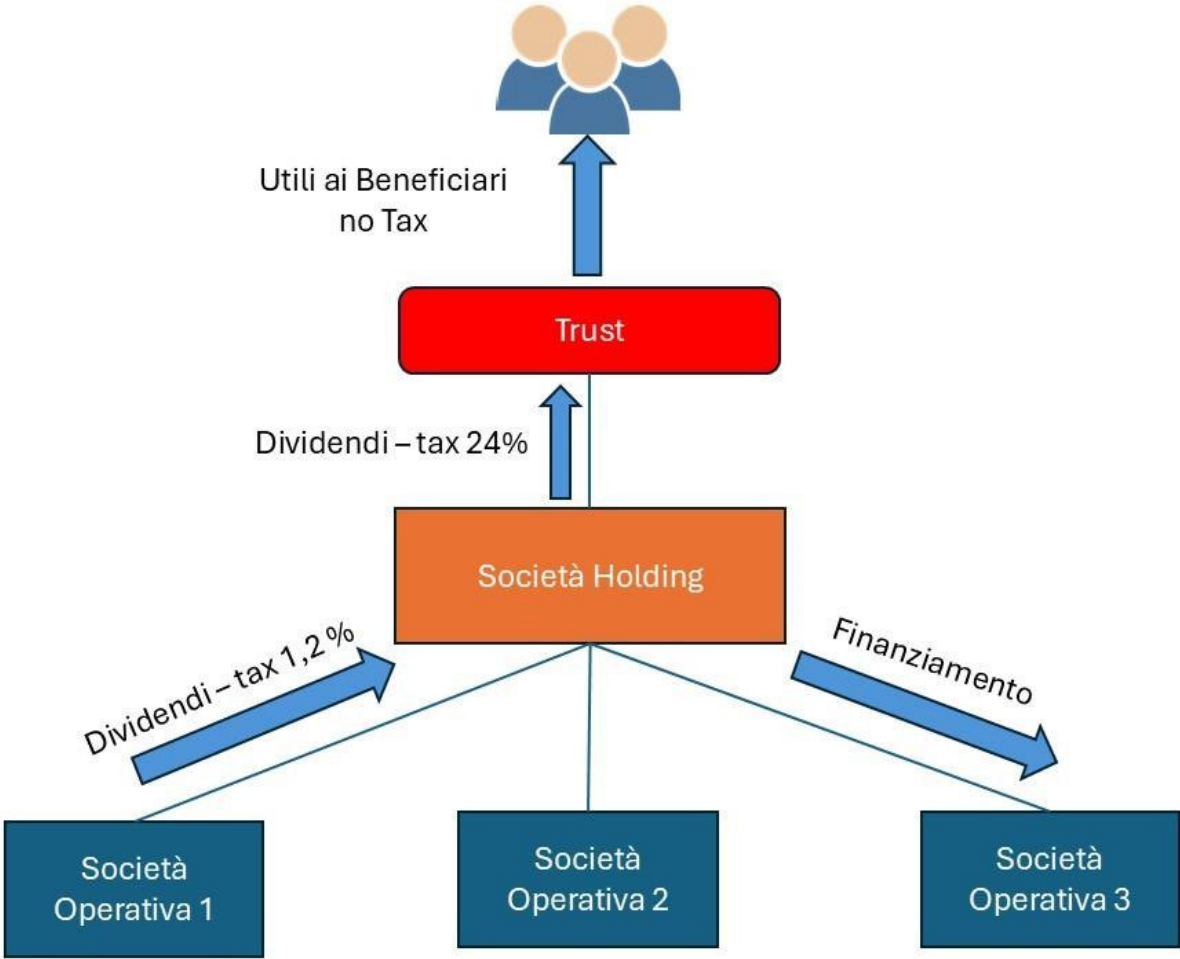 Utili ai Beneficiari
no Tax
Trust
Dividendi – tax 24%
Società Holding
Dividendi – tax 1,2 %
Finanziamento
Società
Operativa 1
Società
Operativa 2
Società
Operativa 3